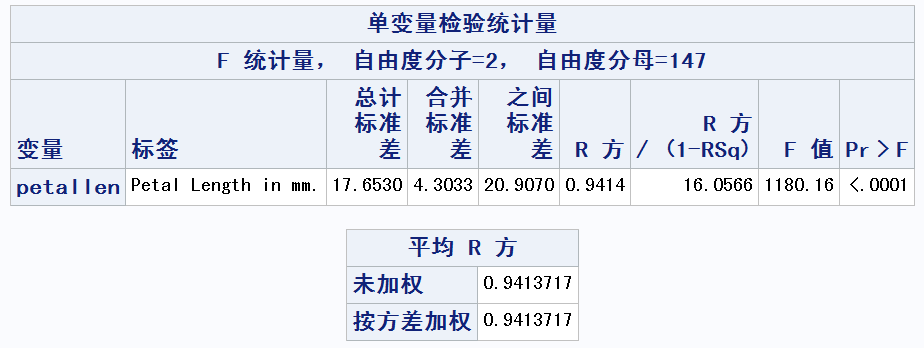 单变量检验统计量
F 统计量， 自由度分子=2， 自由度分母=147
变量 标签 总计标准差 合并标准差 之间标准差 R 方 R 方 / (1-RSq) F 值 Pr > F
petallen Petal Length in mm. 17.6530 4.3033 20.9070 0.9414 16.0566 1180.16 <.0001
平均 R 方
未加权 0.9413717
按方差加权 0.9413717